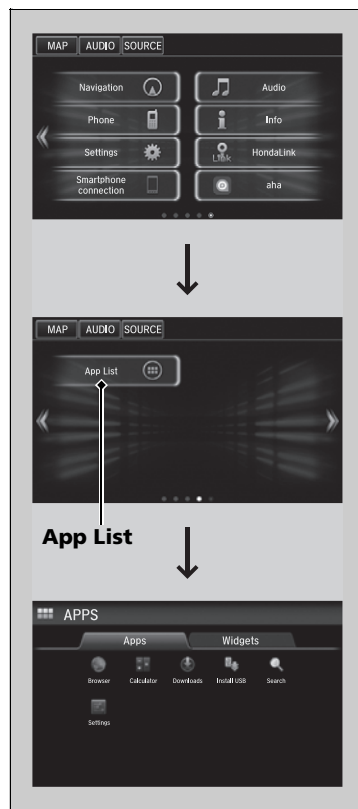 MAP AUDIO SOURCE
Navigation Audio
Phone Info
Settings Link HondaLink
Smartphone
connection aha
MAP AUDIO SOURCE
App List
App List
APPS
Apps Widgets
Browser Calculator Downloads Install USB Search
Settings